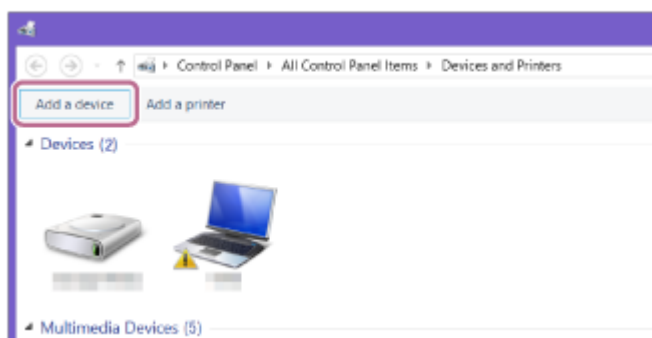 Control Panel ▸ All Control Panel Items ▸ Devices and Printers
Add a device Add a printer
Devices (2)
Multimedia Devices (5)